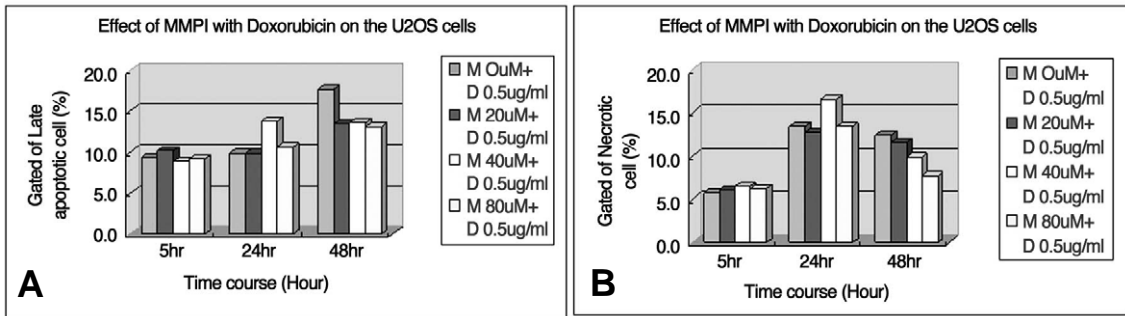 Effect of MMPI with Doxorubicin on the U2OS cells
Gated of Late
apoptotic cell (%)
20.0
15.0
10.0
5.0
0.0
5hr
24hr
48hr
Time course (Hour)
M OuM+
D 0.5ug/ml
M 20uM+
D 0.5ug/ml
M 40uM+
D 0.5ug/ml
M 80uM+
D 0.5ug/ml
A
Effect of MMPI with Doxorubicin on the U2OS cells
Gated of Necrotic
cell (%)
20.0
15.0
10.0
5.0
0.0
5hr
24hr
48hr
Time course (Hour)
M OuM+
D 0.5ug/ml
M 20uM+
D 0.5ug/ml
M 40uM+
D 0.5ug/ml
M 80uM+
D 0.5ug/ml
B